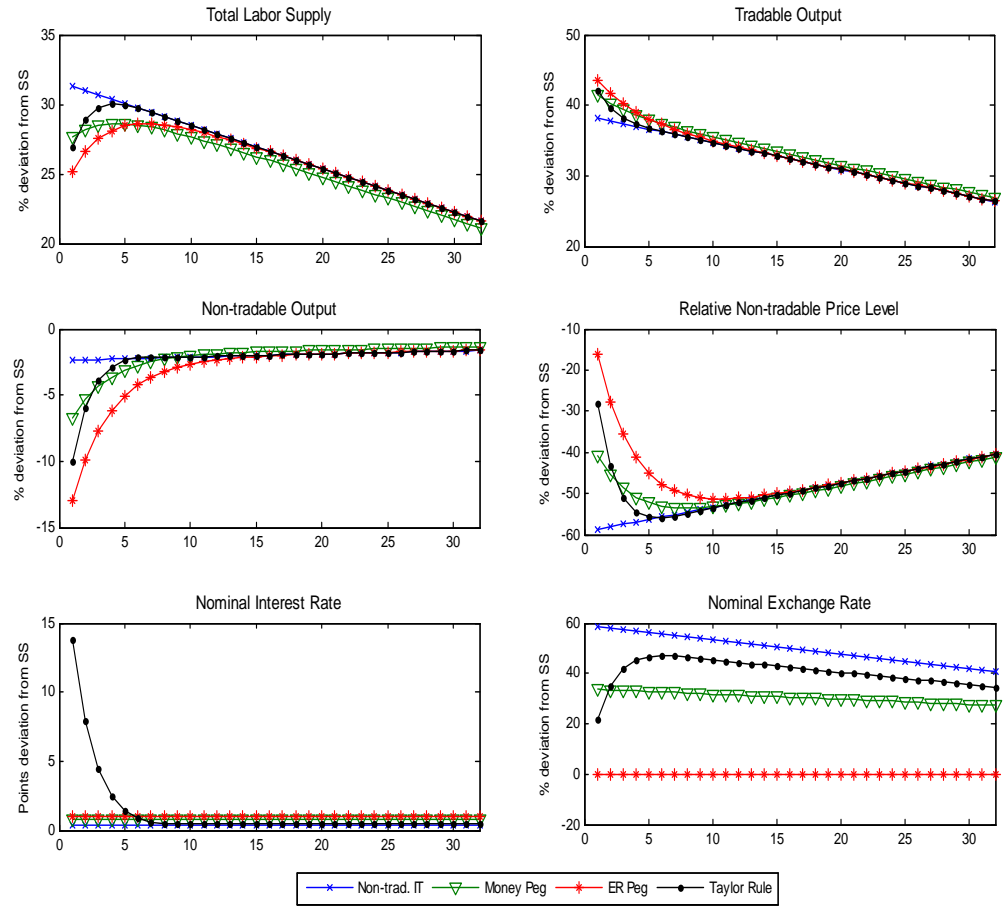 Total Labor Supply
35
30
25
20
% deviation from SS
0 5 10 15 20 25 30
Tradable Output
50
40
30
20
% deviation from SS
0 5 10 15 20 25 30
Non-tradable Output
0
-5
-10
-15
% deviation from SS
0 5 10 15 20 25 30
Relative Non-tradable Price Level
-10
-20
-30
-40
-50
-60
% deviation from SS
0 5 10 15 20 25 30
Nominal Interest Rate
15
10
5
0
Points deviation from SS
0 5 10 15 20 25 30
Nominal Exchange Rate
60
40
20
0
-20
% deviation from SS
0 5 10 15 20 25 30
Non-trad. IT Money Peg ER Peg Taylor Rule